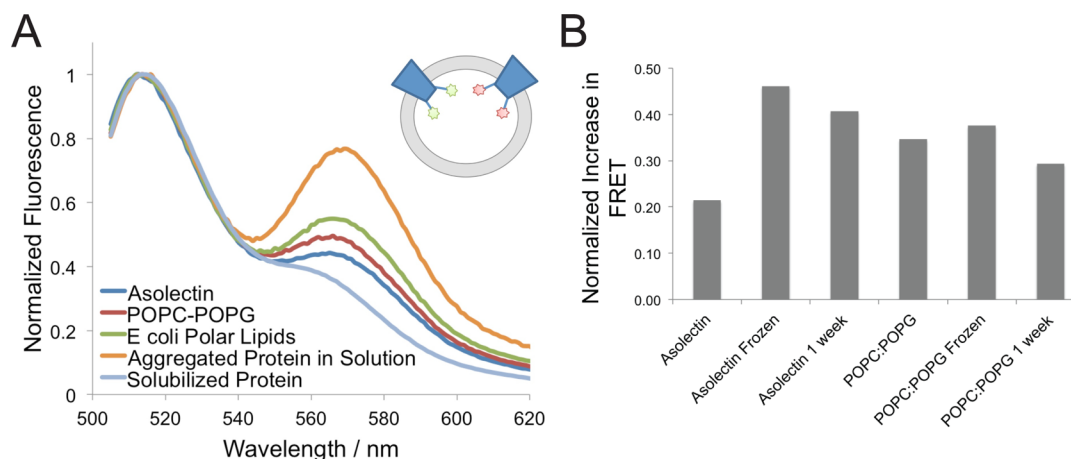 A
Normalized Fluorescence
1
0.8
0.6
0.4
0.2
0
Asolectin
POPC-POPG
E coli Polar Lipids
Aggregated Protein in Solution
Solubilized Protein
500 520 540 560 580 600 620
Wavelength / nm
B
Normalized Increase in
FRET
0.50
0.40
0.30
0.20
0.10
0.00
Asolectin
Asolectin Frozen
Asolectin 1 week
POPC:POPG
POPC:POPG Frozen
POPC:POPG 1 week